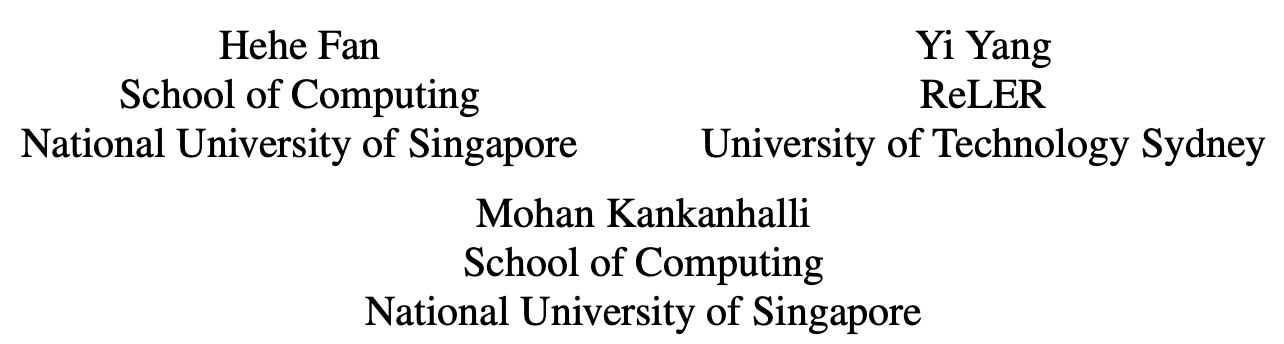 Hehe Fan
School of Computing
National University of Singapore
Yi Yang
ReLER
University of Technology Sydney
Mohan Kankanhalli
School of Computing
National University of Singapore